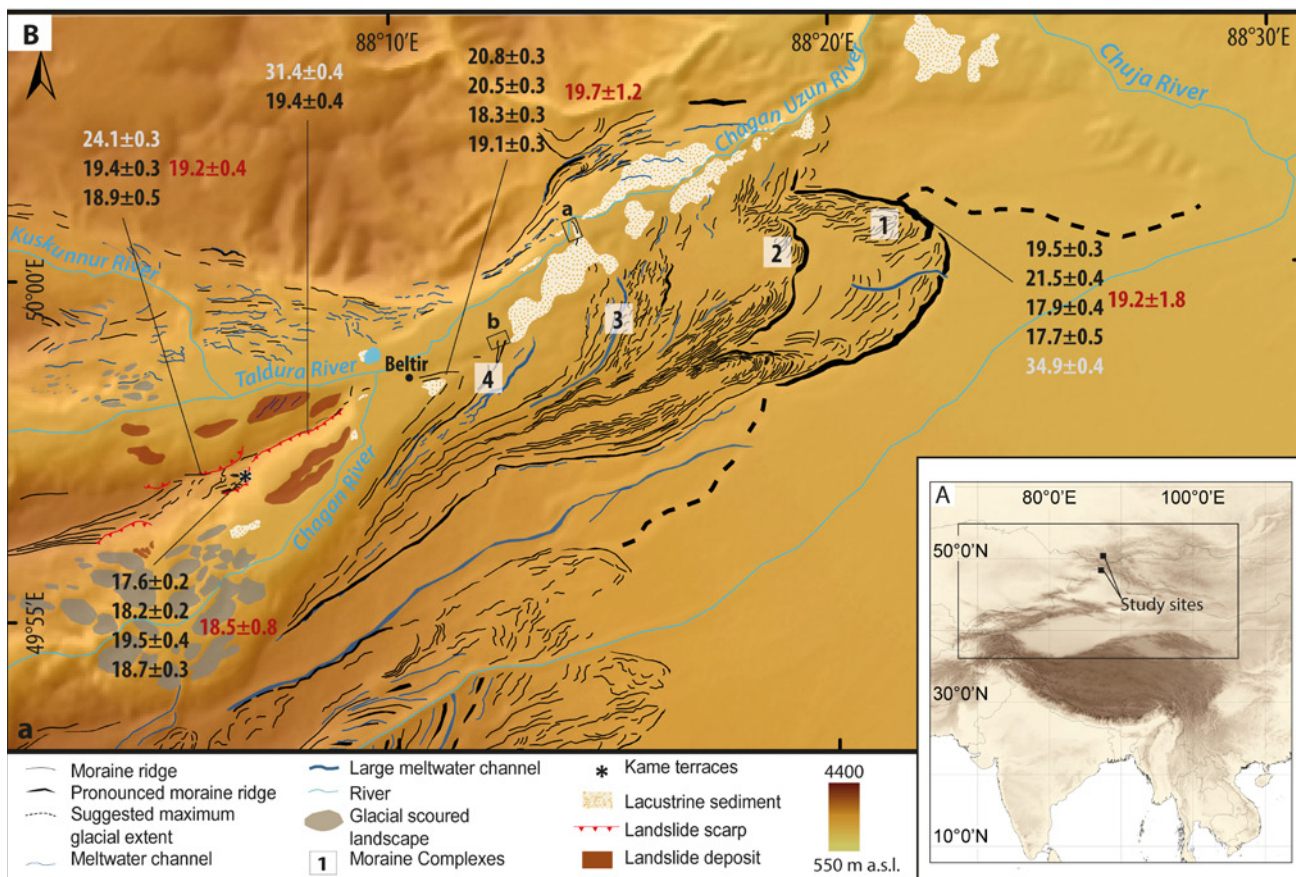 B
88°10′E
88°20′E
88°30′E
31.4±0.4
19.4±0.4
20.8±0.3
20.5±0.3
18.3±0.3
19.1±0.3
19.7±1.2
24.1±0.3
19.4±0.3
18.9±0.5
19.2±0.4
Chagan Uzun River
Chuja River
Kuskunnur River
50°00′E
a
1
2
3
b
4
19.5±0.3
21.5±0.4
17.9±0.4
17.7±0.5
34.9±0.4
19.2±1.8
Taldura River
Beltir
Chagan River
49°55′E
17.6±0.2
18.2±0.2
19.5±0.4
18.7±0.3
18.5±0.8
a
A
80°0′E
100°0′E
50°0′N
Study sites
30°0′N
10°0′N
Moraine ridge
Pronounced moraine ridge
Suggested maximum
glacial extent
Meltwater channel
Large meltwater channel
River
Glacial scoured
landscape
1 Moraine Complexes
* Kame terraces
Lacustrine sediment
Landslide scarp
Landslide deposit
4400
550 m a.s.l.